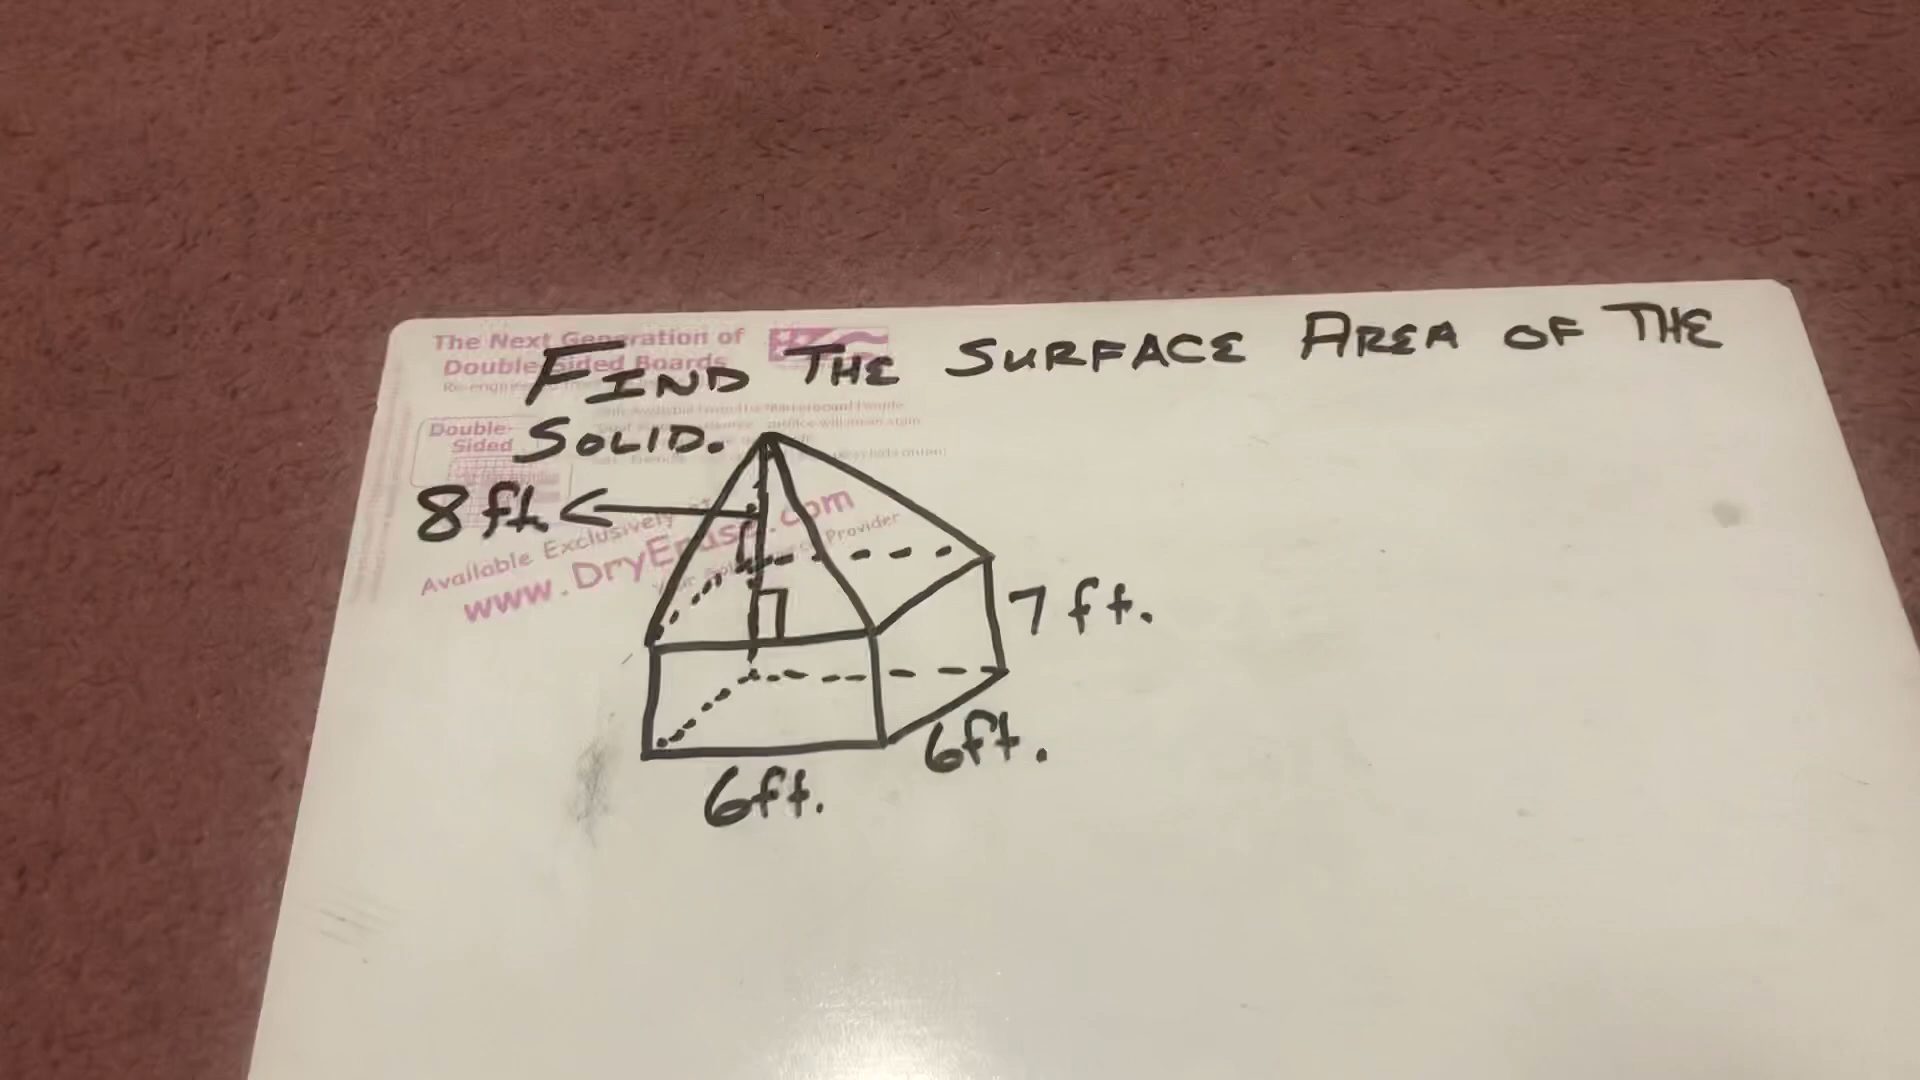 The Next Generation of
Double-Sided Boards
FIND THE SURFACE AREA OF THE
SOLID.
Double-
Sided
8 ft.
Available Exclusively
www.DryErase.com
Provider
7 ft.
6ft.
6ft.